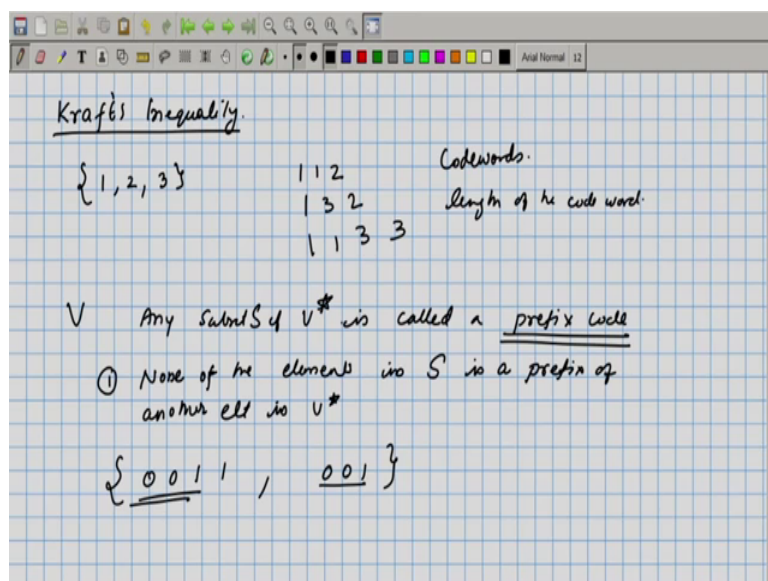 T
Arial Normal 12
Kraft's Inequality.
{1, 2, 3}
1 1 2
1 3 2
1 1 3 3
Codewords.
length of he code word.
V Any subset S of V* is called a prefix code
① None of he elements in S is a prefix of
another elt in V*
{ 0 0 1 1 , 0 0 1 }